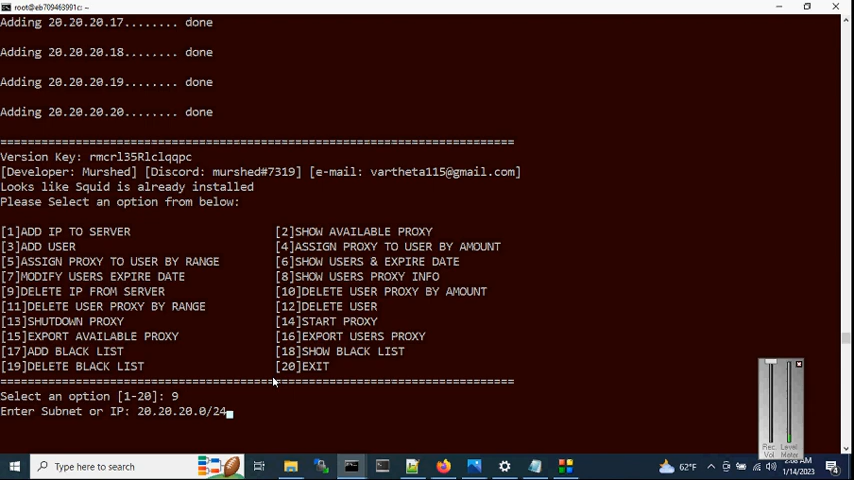 root@eb709463991c: ~
Adding 20.20.20.17........ done
Adding 20.20.20.18........ done
Adding 20.20.20.19........ done
Adding 20.20.20.20........ done
===========================================================================
Version Key: rmcrl35Rlclqqpc
[Developer: Murshed] [Discord: murshed#7319] [e-mail: vartheta115@gmail.com]
Looks like Squid is already installed
Please Select an option from below:
[1]ADD IP TO SERVER [2]SHOW AVAILABLE PROXY
[3]ADD USER [4]ASSIGN PROXY TO USER BY AMOUNT
[5]ASSIGN PROXY TO USER BY RANGE [6]SHOW USERS & EXPIRE DATE
[7]MODIFY USERS EXPIRE DATE [8]SHOW USERS PROXY INFO
[9]DELETE IP FROM SERVER [10]DELETE USER PROXY BY AMOUNT
[11]DELETE USER PROXY BY RANGE [12]DELETE USER
[13]SHUTDOWN PROXY [14]START PROXY
[15]EXPORT AVAILABLE PROXY [16]EXPORT USERS PROXY
[17]ADD BLACK LIST [18]SHOW BLACK LIST
[19]DELETE BLACK LIST [20]EXIT
===========================================================================
Select an option [1-20]: 9
Enter Subnet or IP: 20.20.20.0/24
Rec. Vol Level Meter
Type here to search
62°F
2:08 AM
1/14/2023
4